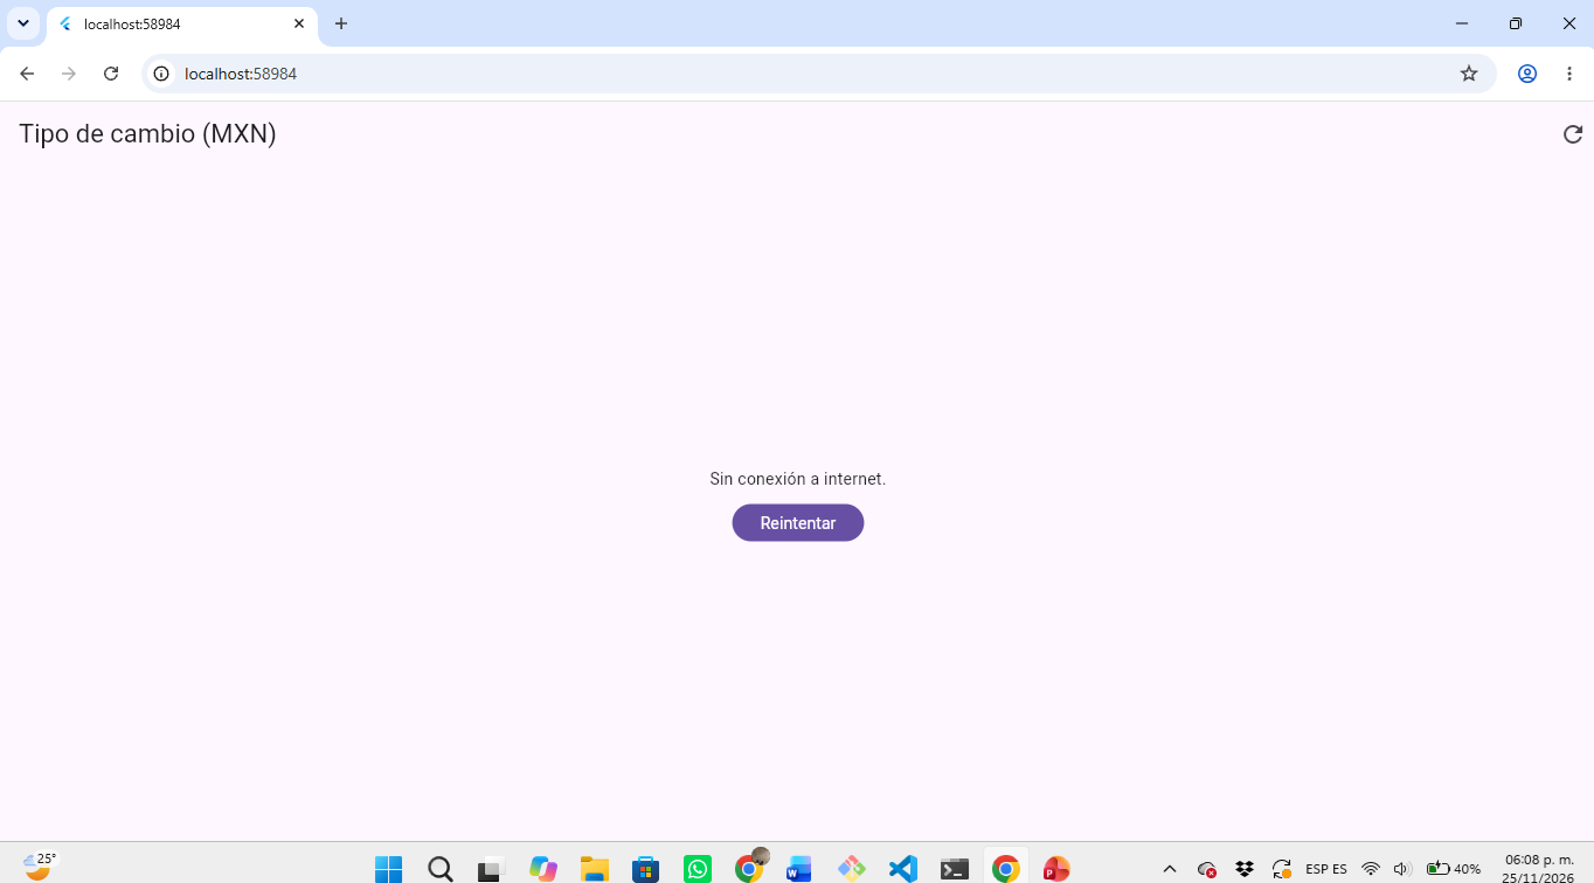 localhost:58984
localhost:58984
Tipo de cambio (MXN)
Sin conexión a internet.
Reintentar
25°
W
P
ESP ES
40%
06:08 p. m.
25/11/2026